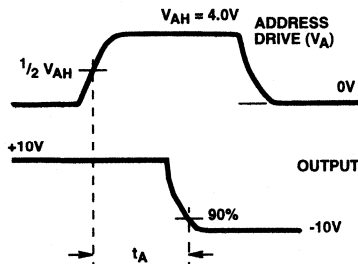 V_AH = 4.0V
ADDRESS
DRIVE (V_A)
1/2 V_AH
0V
+10V
OUTPUT
90%
-10V
t_A